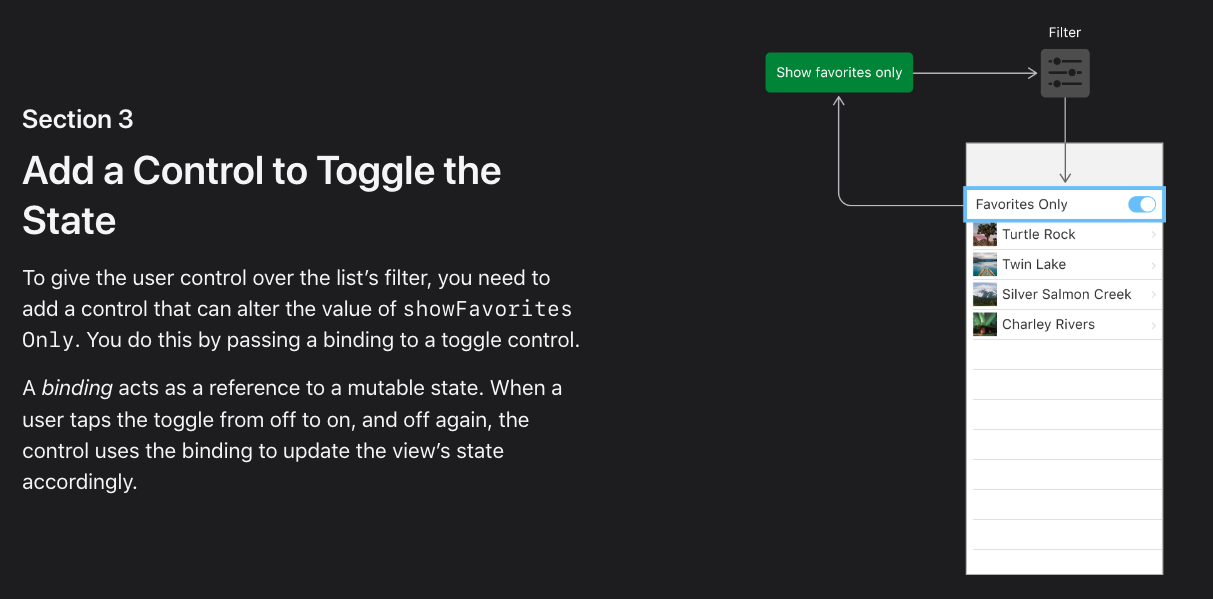 Section 3
Add a Control to Toggle the
State
To give the user control over the list’s filter, you need to
add a control that can alter the value of showFavorites
Only. You do this by passing a binding to a toggle control.
A binding acts as a reference to a mutable state. When a
user taps the toggle from off to on, and off again, the
control uses the binding to update the view’s state
accordingly.
Filter
Show favorites only
Favorites Only
Turtle Rock
Twin Lake
Silver Salmon Creek
Charley Rivers